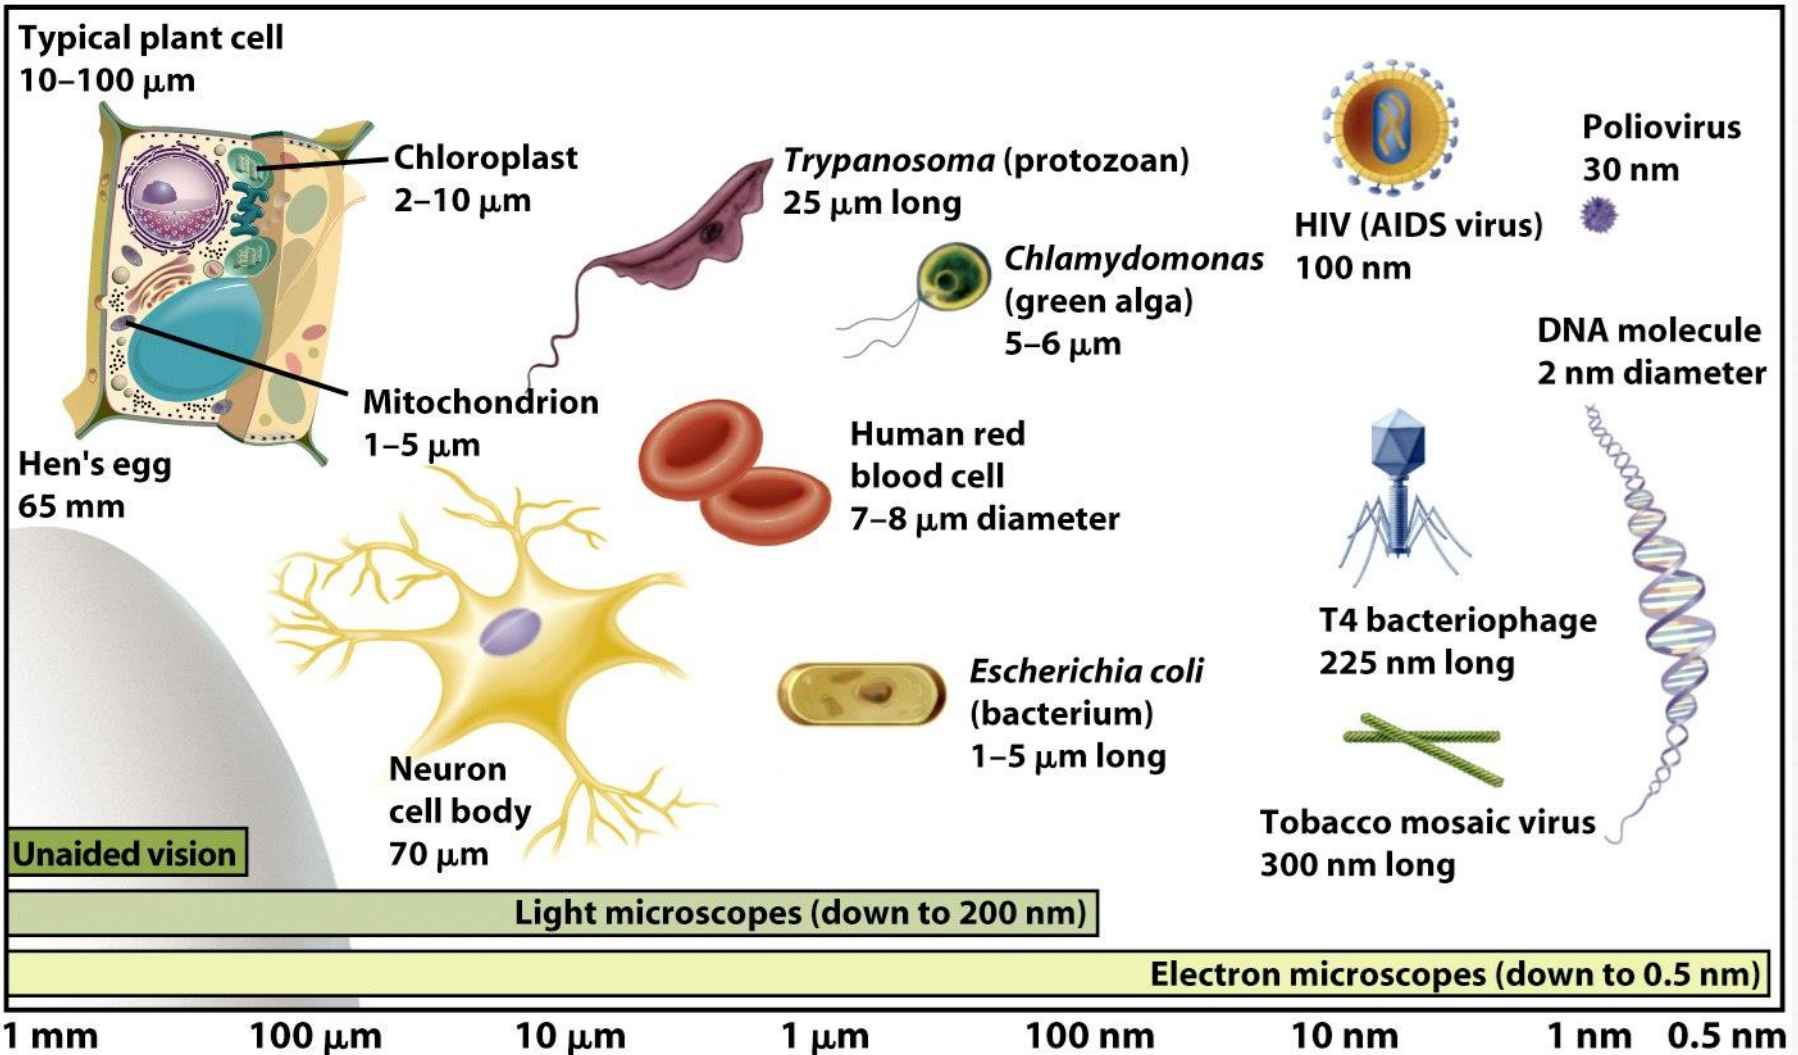 Typical plant cell
10–100 μm
Chloroplast
2–10 μm
Mitochondrion
1–5 μm
Hen's egg
65 mm
Trypanosoma (protozoan)
25 μm long
Chlamydomonas
(green alga)
5–6 μm
Human red
blood cell
7–8 μm diameter
Neuron
cell body
70 μm
Escherichia coli
(bacterium)
1–5 μm long
HIV (AIDS virus)
100 nm
Poliovirus
30 nm
DNA molecule
2 nm diameter
T4 bacteriophage
225 nm long
Tobacco mosaic virus
300 nm long
Unaided vision
Light microscopes (down to 200 nm)
Electron microscopes (down to 0.5 nm)
1 mm 100 μm 10 μm 1 μm 100 nm 10 nm 1 nm 0.5 nm